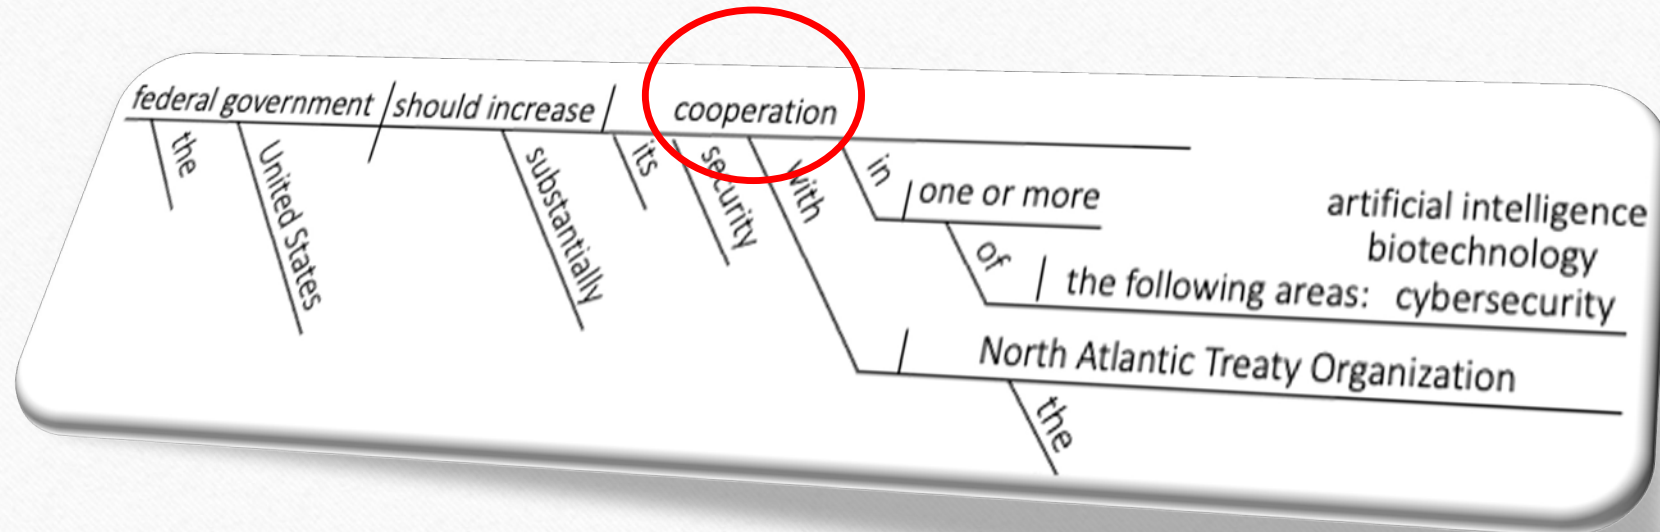 federal government should increase cooperation
the
United States
substantially
its
security
with
in
one or more
of
the following areas:
artificial intelligence
biotechnology
cybersecurity
North Atlantic Treaty Organization
the